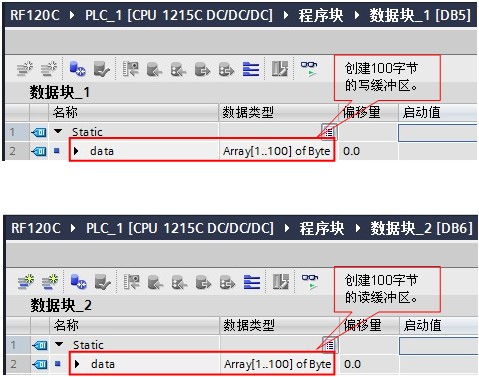 RF120C ▸ PLC_1 [CPU 1215C DC/DC/DC] ▸ 程序块 ▸ 数据块_1 [DB5]
创建100字节
的写缓冲区。
数据块_1
名称 数据类型 偏移量 启动值
1 ▼ Static
2 ▸ data Array[1..100] of Byte 0.0
RF120C ▸ PLC_1 [CPU 1215C DC/DC/DC] ▸ 程序块 ▸ 数据块_2 [DB6]
创建100字节
的读缓冲区。
数据块_2
名称 数据类型 偏移量 启动值
1 ▼ Static
2 ▸ data Array[1..100] of Byte 0.0